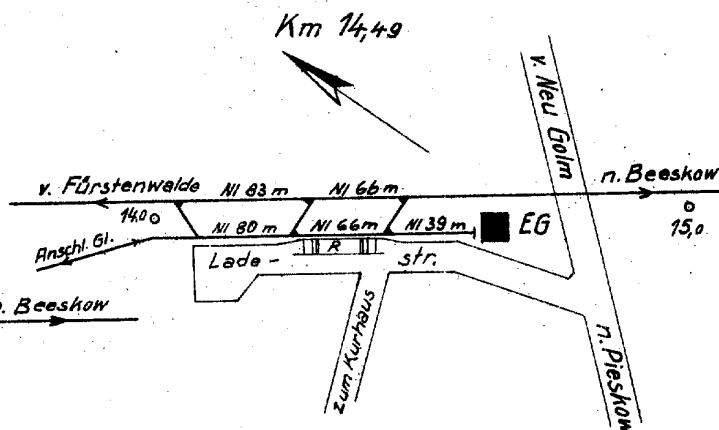 Km 14,49
v. Neu Golm
v. Fürstenwalde
Nl 83 m
Nl 66 m
n. Beeskow
14,0
Nl 80 m
Nl 66 m
Nl 39 m
EG
15,0
Anschl. Gl.
R
Lade - str.
n. Beeskow
zum Kurhaus
n. Pieskow